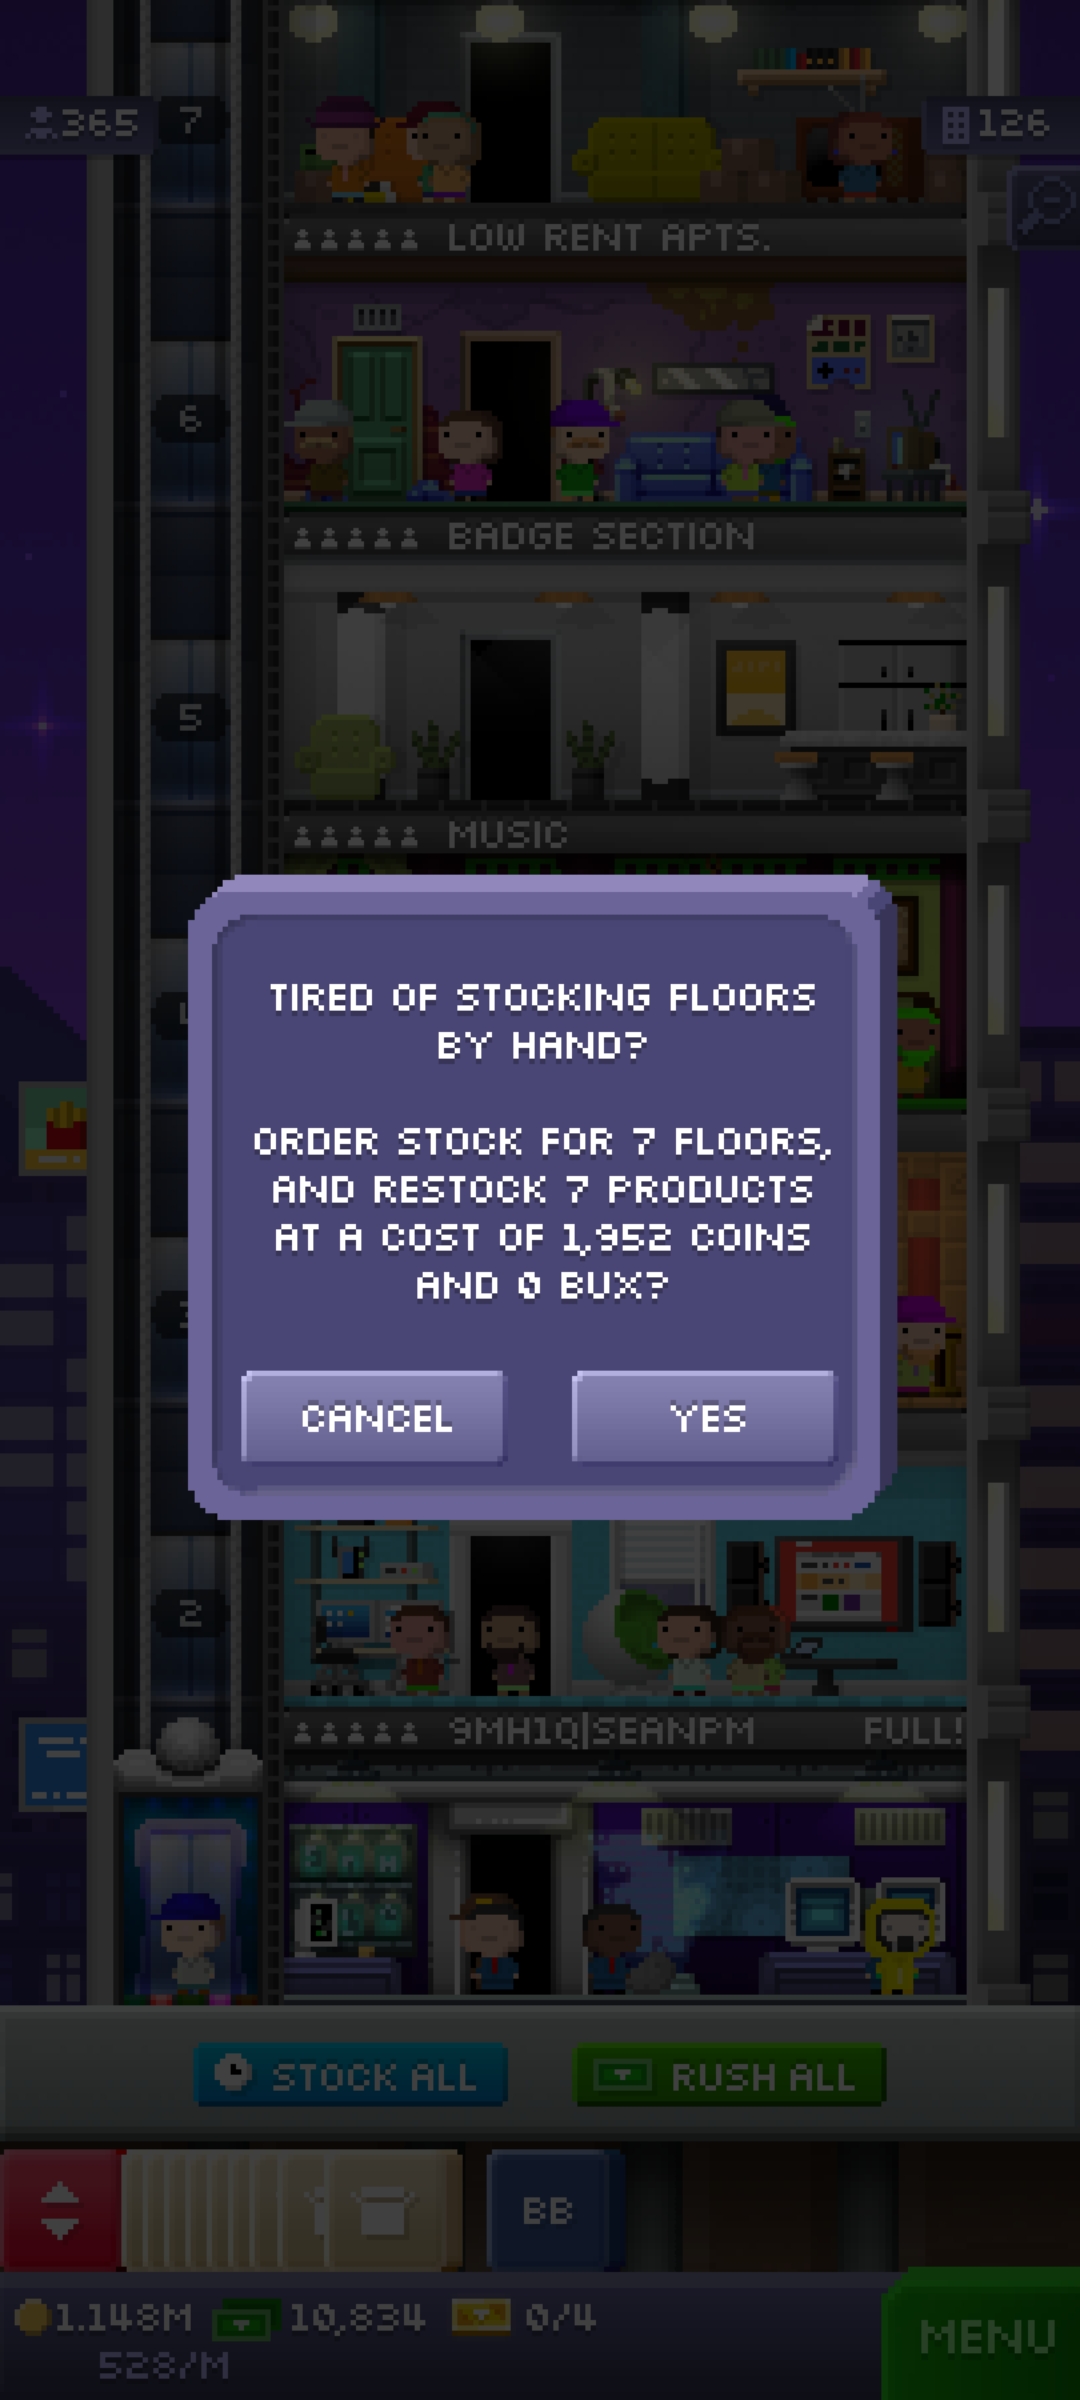 365
7
126
LOW RENT APTS.
6
BADGE SECTION
5
MUSIC
TIRED OF STOCKING FLOORS
BY HAND?
ORDER STOCK FOR 7 FLOORS,
AND RESTOCK 7 PRODUCTS
AT A COST OF 1,952 COINS
AND 0 BUX?
CANCEL
YES
2
9MH1Q|SEANPM
FULL!
STOCK ALL
RUSH ALL
BB
1.148M
10,834
0/4
528/M
MENU